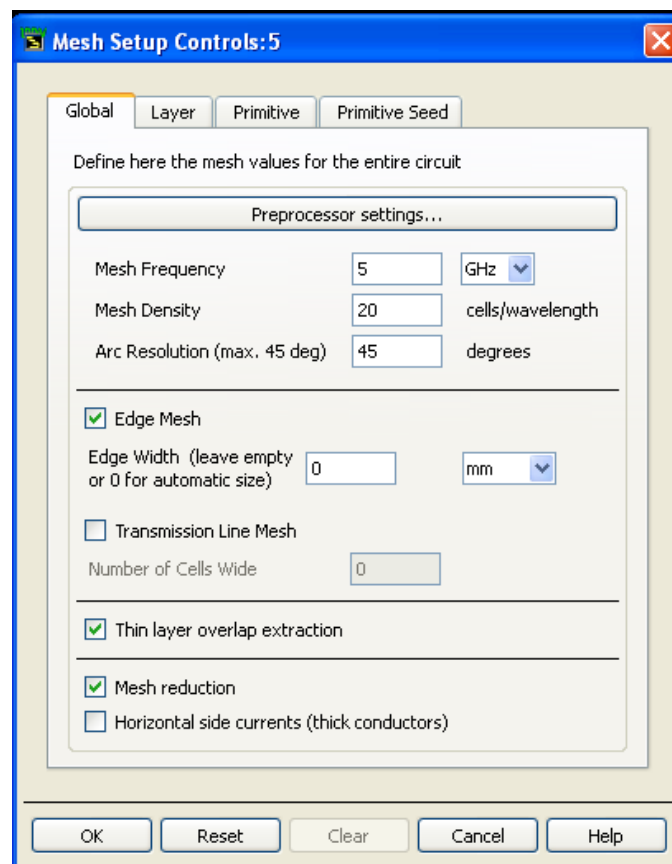 Mesh Setup Controls:5
Global Layer Primitive Primitive Seed
Define here the mesh values for the entire circuit
Preprocessor settings...
Mesh Frequency 5 GHz
Mesh Density 20 cells/wavelength
Arc Resolution (max. 45 deg) 45 degrees
Edge Mesh
Edge Width (leave empty
or 0 for automatic size) 0 mm
Transmission Line Mesh
Number of Cells Wide 0
Thin layer overlap extraction
Mesh reduction
Horizontal side currents (thick conductors)
OK Reset Clear Cancel Help